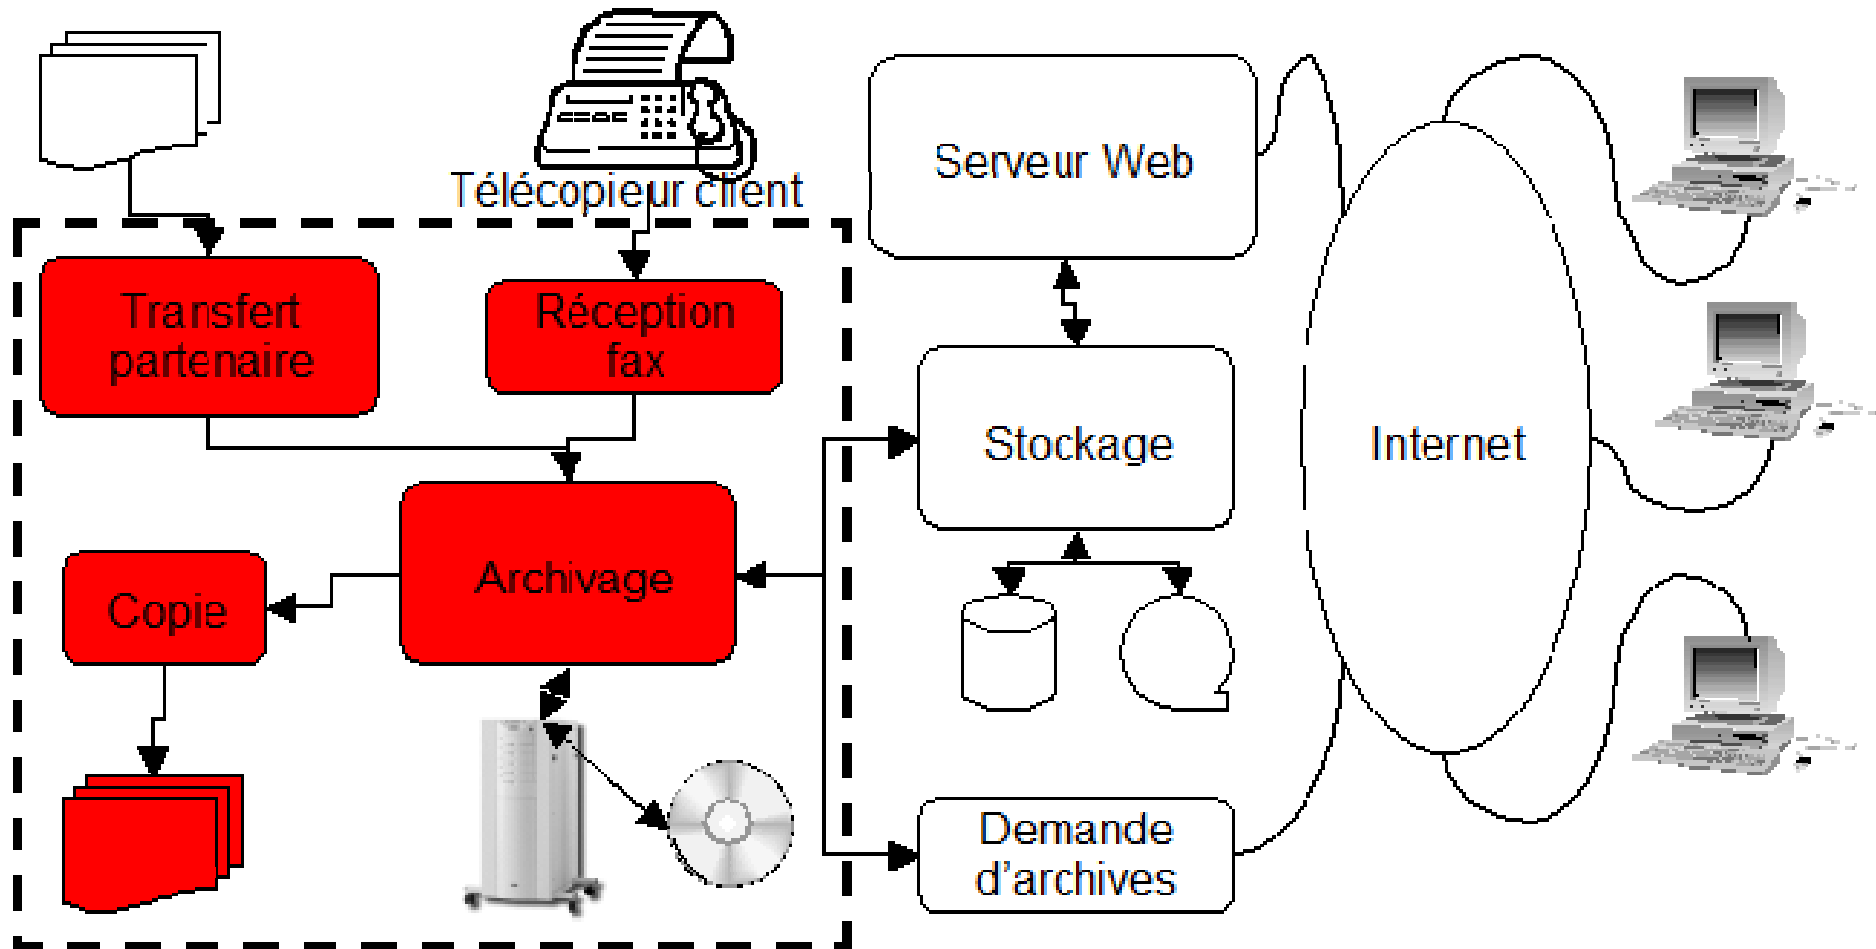 Télécopieur client
Serveur Web
Transfert
partenaire
Réception
fax
Stockage
Internet
Archivage
Copie
Demande
d'archives